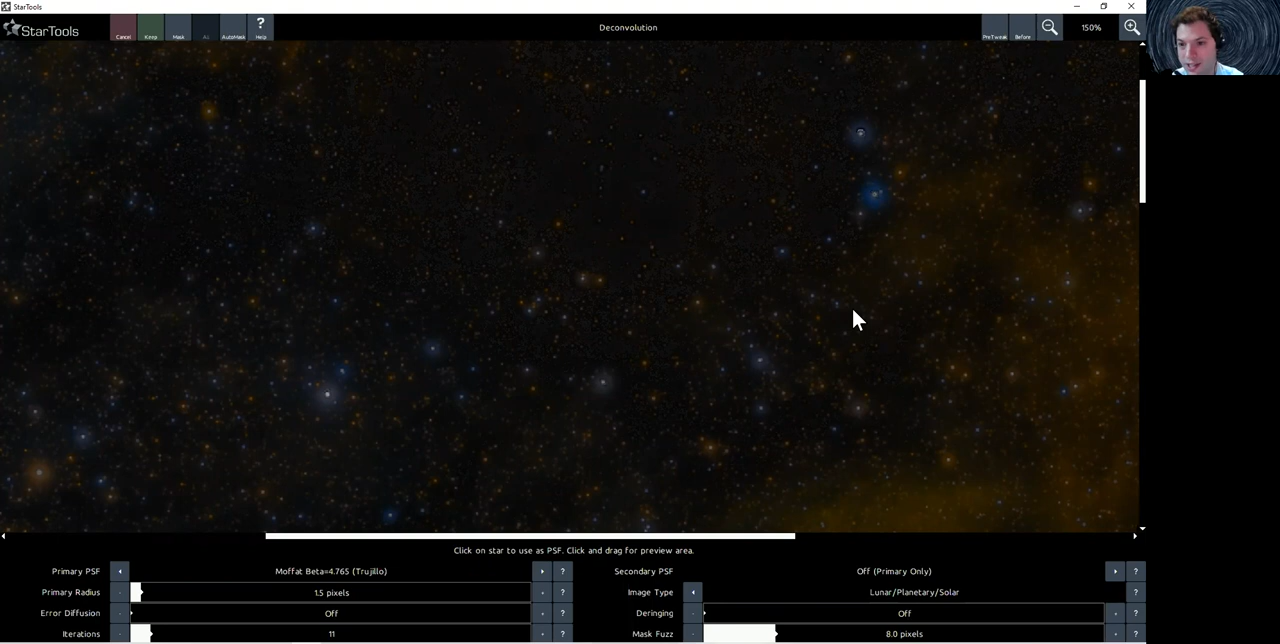 StarTools
StarTools
Cancel
Keep
Mask
AutoMask
? Help
Deconvolution
PreTweak
Before
150%
Click on star to use as PSF. Click and drag for preview area.
Primary PSF Moffat Beta=4.765 (Trujillo) ?
Secondary PSF Off (Primary Only) ?
Primary Radius - 1.5 pixels + ?
Image Type Lunar/Planetary/Solar ?
Error Diffusion - Off + ?
Deringing - Off + ?
Iterations - 11 + ?
Mask Fuzz - 8.0 pixels + ?